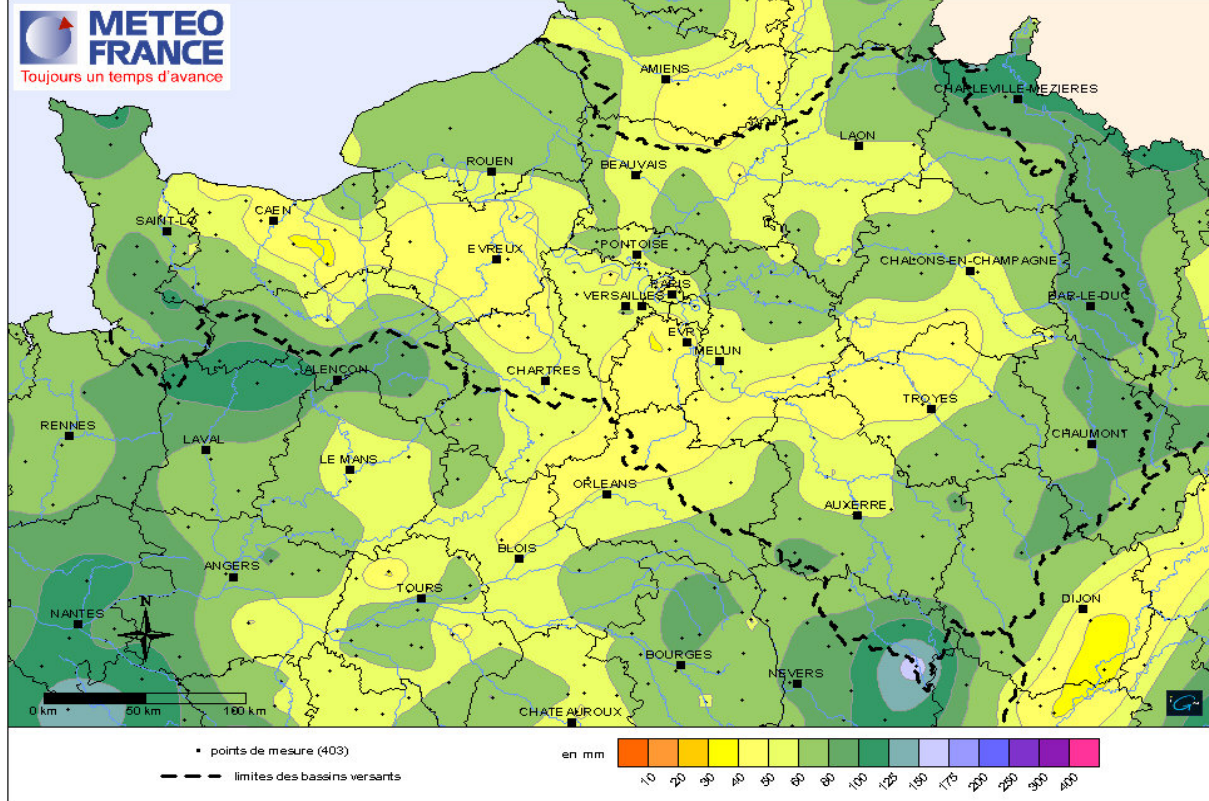 METEO
FRANCE
Toujours un temps d'avance
AMIENS
CHARLEVILLE-MEZIERES
LAON
ROUEN
BEAUVAIS
CAEN
SAINT-LO
PONTOISE
EVREUX
CHALONS-EN-CHAMPAGNE
PARIS
VERSAILLES
BAR-LE-DUC
EVRY
MELUN
ALENCON
CHARTRES
TROYES
RENNES
LAVAL
CHAUMONT
LE MANS
ORLEANS
AUXERRE
BLOIS
ANGERS
TOURS
NANTES
N
DIJON
BOURGES
NEVERS
0 km 50 km 100 km
CHATEAUROUX
points de mesure (403)
limites des bassins versants
en mm
10 20 30 40 50 60 80 100 125 150 175 200 250 300 400